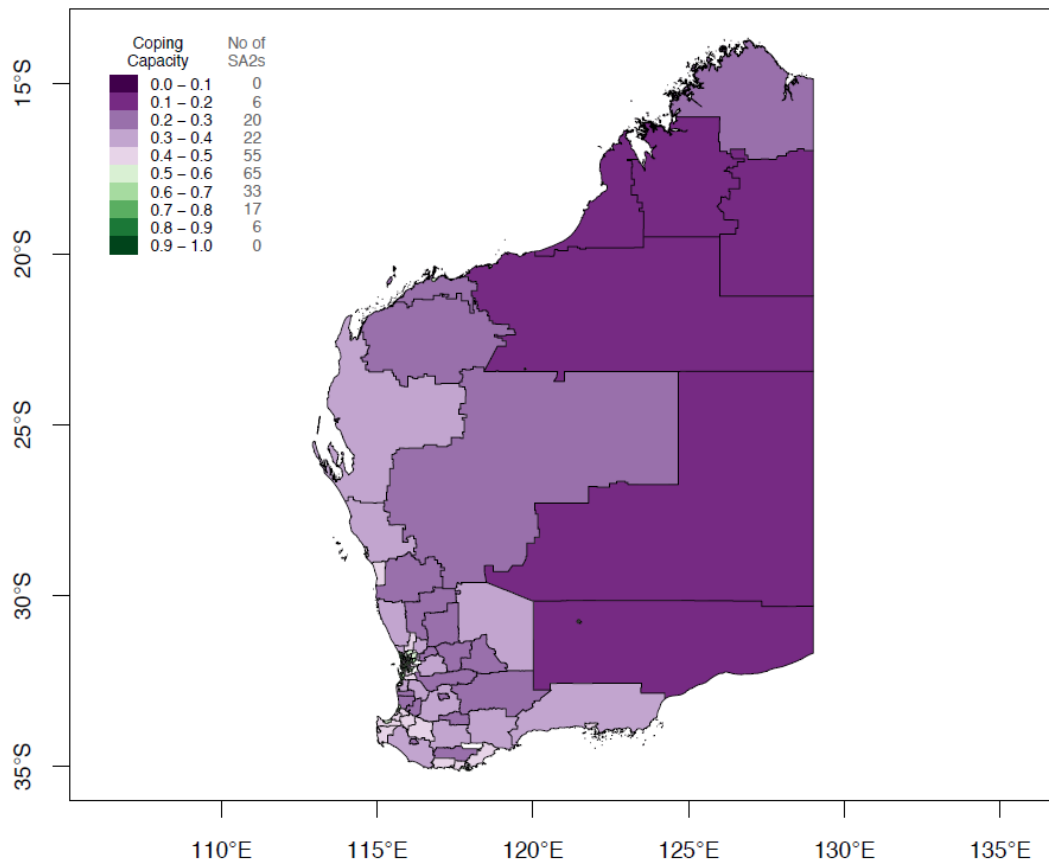 Coping Capacity No of SA2s
0.0 – 0.1 0
0.1 – 0.2 6
0.2 – 0.3 20
0.3 – 0.4 22
0.4 – 0.5 55
0.5 – 0.6 65
0.6 – 0.7 33
0.7 – 0.8 17
0.8 – 0.9 6
0.9 – 1.0 0
15°S
20°S
25°S
30°S
35°S
110°E 115°E 120°E 125°E 130°E 135°E